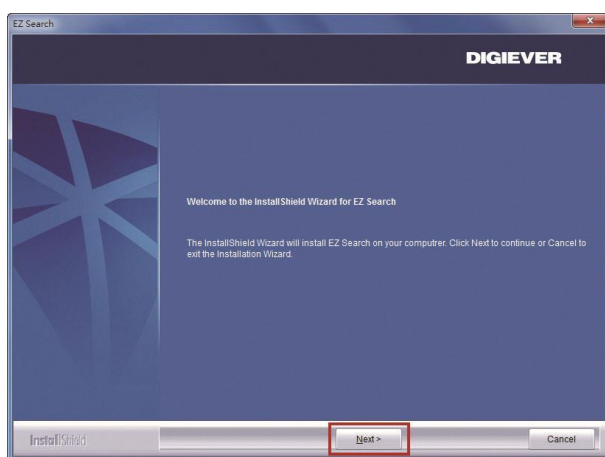 EZ Search
DIGIEVER
Welcome to the InstallShield Wizard for EZ Search
The InstallShield Wizard will install EZ Search on your computrer. Click Next to continue or Cancel to
exit the Installation Wizard.
InstallShield
Next >
Cancel